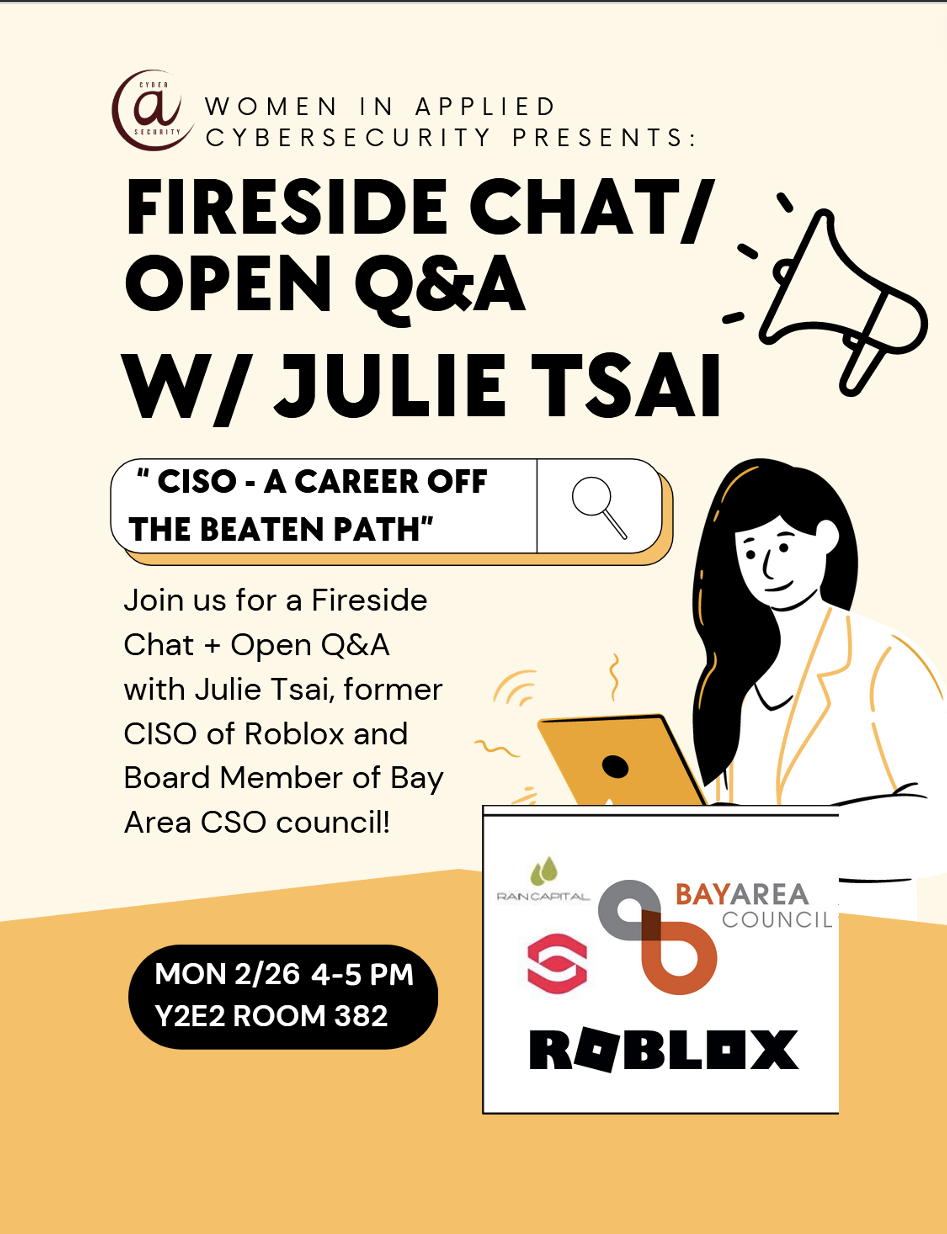 CYBER
a
SECURITY
WOMEN IN APPLIED
CYBERSECURITY PRESENTS:
FIRESIDE CHAT/
OPEN Q&A
W/ JULIE TSAI
" CISO - A CAREER OFF
THE BEATEN PATH"
Join us for a Fireside
Chat + Open Q&A
with Julie Tsai, former
CISO of Roblox and
Board Member of Bay
Area CSO council!
RAIN CAPITAL
BAYAREA
COUNCIL
ROBLOX
MON 2/26 4-5 PM
Y2E2 ROOM 382